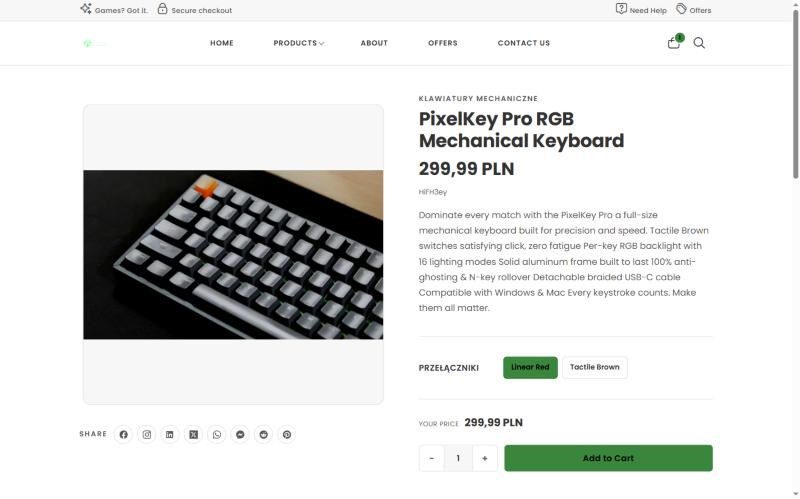 Games? Got it.
Secure checkout
Need Help
Offers
HOME
PRODUCTS
ABOUT
OFFERS
CONTACT US
1
KLAWIATURY MECHANICZNE
PixelKey Pro RGB
Mechanical Keyboard
299,99 PLN
HiFH3ey
Dominate every match with the PixelKey Pro a full-size
mechanical keyboard built for precision and speed. Tactile Brown
switches satisfying click, zero fatigue Per-key RGB backlight with
16 lighting modes Solid aluminum frame built to last 100% anti-
ghosting & N-key rollover Detachable braided USB-C cable
Compatible with Windows & Mac Every keystroke counts. Make
them all matter.
PRZEŁĄCZNIKI
Linear Red
Tactile Brown
YOUR PRICE 299,99 PLN
- 1 +
Add to Cart
SHARE